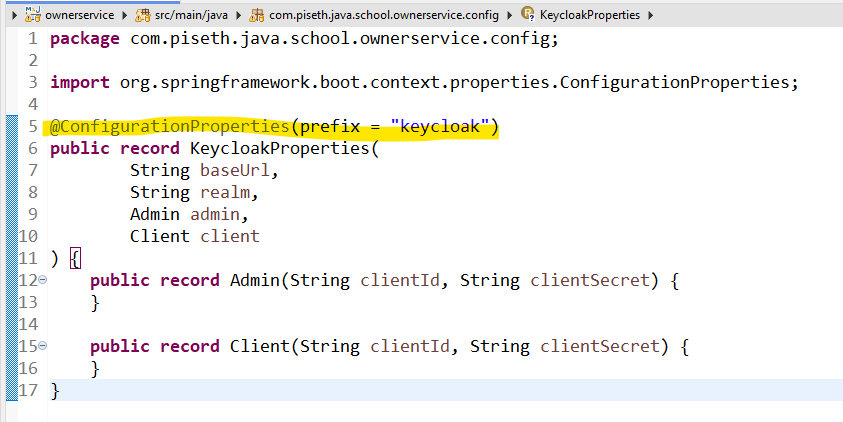 ownerservice src/main/java com.piseth.java.school.ownerservice.config KeycloakProperties
1 package com.piseth.java.school.ownerservice.config;
2
3 import org.springframework.boot.context.properties.ConfigurationProperties;
4
5 @ConfigurationProperties(prefix = "keycloak")
6 public record KeycloakProperties(
7 String baseUrl,
8 String realm,
9 Admin admin,
10 Client client
11 ) {
12 public record Admin(String clientId, String clientSecret) {
13 }
14
15 public record Client(String clientId, String clientSecret) {
16 }
17 }